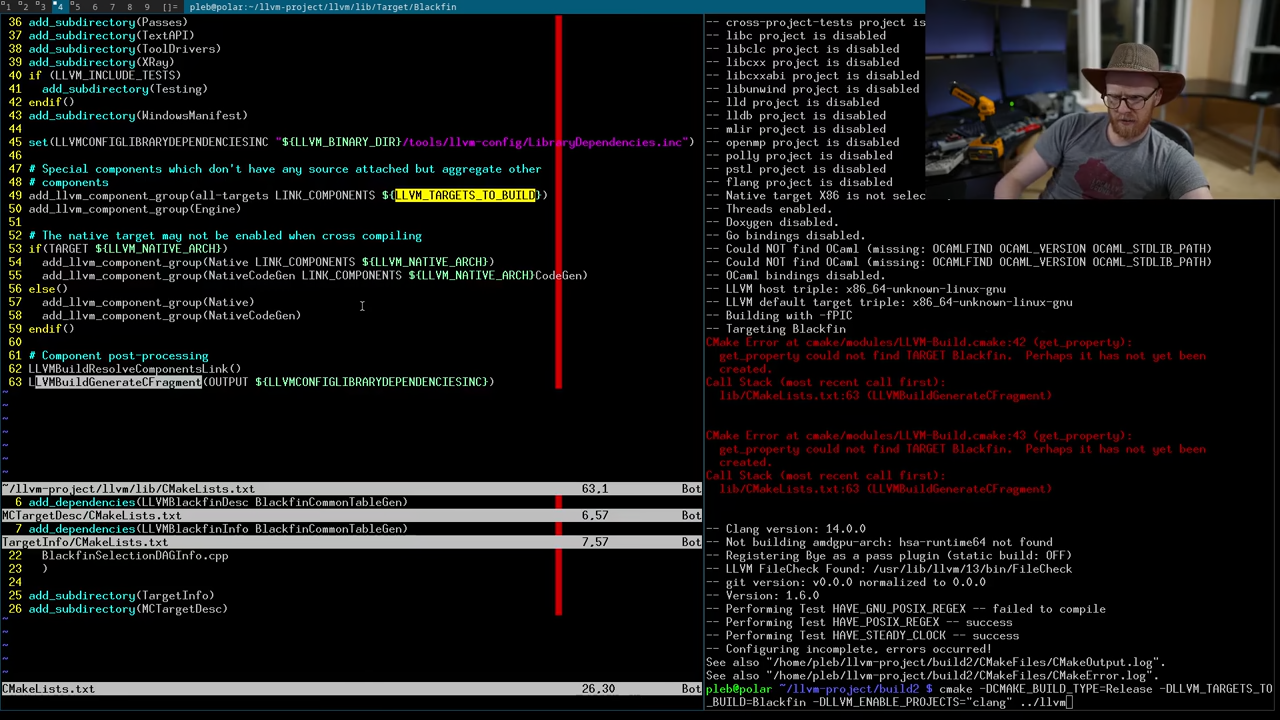 1 2 3 4 5 6 7 8 9 []= pleb@polar:~/llvm-project/llvm/lib/Target/Blackfin
36 add_subdirectory(Passes)
37 add_subdirectory(TextAPI)
38 add_subdirectory(ToolDrivers)
39 add_subdirectory(XRay)
40 if (LLVM_INCLUDE_TESTS)
41   add_subdirectory(Testing)
42 endif()
43 add_subdirectory(WindowsManifest)
44
45 set(LLVMCONFIGLIBRARYDEPENDENCIESINC "${LLVM_BINARY_DIR}/tools/llvm-config/LibraryDependencies.inc")
46
47 # Special components which don't have any source attached but aggregate other
48 # components
49 add_llvm_component_group(all-targets LINK_COMPONENTS ${LLVM_TARGETS_TO_BUILD})
50 add_llvm_component_group(Engine)
51
52 # The native target may not be enabled when cross compiling
53 if(TARGET ${LLVM_NATIVE_ARCH})
54   add_llvm_component_group(Native LINK_COMPONENTS ${LLVM_NATIVE_ARCH})
55   add_llvm_component_group(NativeCodeGen LINK_COMPONENTS ${LLVM_NATIVE_ARCH}CodeGen)
56 else()
57   add_llvm_component_group(Native)
58   add_llvm_component_group(NativeCodeGen)
59 endif()
60
61 # Component post-processing
62 LLVMBuildResolveComponentsLink()
63 LLVMBuildGenerateCFragment(OUTPUT ${LLVMCONFIGLIBRARYDEPENDENCIESINC})
~
~
~
~
~
~
~
~/llvm-project/llvm/lib/CMakeLists.txt 63,1 Bot
6 add_dependencies(LLVMBlackfinDesc BlackfinCommonTableGen)
MCTargetDesc/CMakeLists.txt 6,57 Bot
7 add_dependencies(LLVMBlackfinInfo BlackfinCommonTableGen)
TargetInfo/CMakeLists.txt 7,57 Bot
22   BlackfinSelectionDAGInfo.cpp
23   )
24
25 add_subdirectory(TargetInfo)
26 add_subdirectory(MCTargetDesc)
~
~
~
~
~
CMakeLists.txt 26,30 Bot
-- cross-project-tests project is
-- libc project is disabled
-- libclc project is disabled
-- libcxx project is disabled
-- libcxxabi project is disabled
-- libunwind project is disabled
-- lld project is disabled
-- lldb project is disabled
-- mlir project is disabled
-- openmp project is disabled
-- polly project is disabled
-- pstl project is disabled
-- flang project is disabled
-- Native target X86 is not selec
-- Threads enabled.
-- Doxygen disabled.
-- Go bindings disabled.
-- Could NOT find OCaml (missing: OCAMLFIND OCAML_VERSION OCAML_STDLIB_PATH)
-- Could NOT find OCaml (missing: OCAMLFIND OCAML_VERSION OCAML_STDLIB_PATH)
-- OCaml bindings disabled.
-- LLVM host triple: x86_64-unknown-linux-gnu
-- LLVM default target triple: x86_64-unknown-linux-gnu
-- Building with -fPIC
-- Targeting Blackfin
CMake Error at cmake/modules/LLVM-Build.cmake:42 (get_property):
  get_property could not find TARGET Blackfin.  Perhaps it has not yet been
  created.
Call Stack (most recent call first):
  lib/CMakeLists.txt:63 (LLVMBuildGenerateCFragment)
CMake Error at cmake/modules/LLVM-Build.cmake:43 (get_property):
  get_property could not find TARGET Blackfin.  Perhaps it has not yet been
  created.
Call Stack (most recent call first):
  lib/CMakeLists.txt:63 (LLVMBuildGenerateCFragment)
-- Clang version: 14.0.0
-- Not building amdgpu-arch: hsa-runtime64 not found
-- Registering Bye as a pass plugin (static build: OFF)
-- LLVM FileCheck Found: /usr/lib/llvm/13/bin/FileCheck
-- git version: v0.0.0 normalized to 0.0.0
-- Version: 1.6.0
-- Performing Test HAVE_GNU_POSIX_REGEX -- failed to compile
-- Performing Test HAVE_POSIX_REGEX -- success
-- Performing Test HAVE_STEADY_CLOCK -- success
-- Configuring incomplete, errors occurred!
See also "/home/pleb/llvm-project/build2/CMakeFiles/CMakeOutput.log".
See also "/home/pleb/llvm-project/build2/CMakeFiles/CMakeError.log".
pleb@polar ~/llvm-project/build2 $ cmake -DCMAKE_BUILD_TYPE=Release -DLLVM_TARGETS_TO
_BUILD=Blackfin -DLLVM_ENABLE_PROJECTS="clang" ../llvm